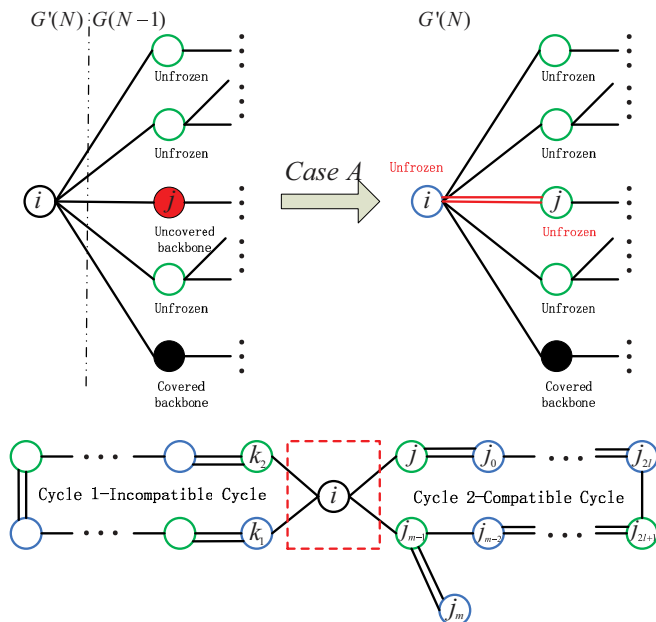 G'(N) G(N−1)
Unfrozen
Unfrozen
i
j
Uncovered
backbone
Unfrozen
Covered
backbone
Case A
G'(N)
Unfrozen
Unfrozen
Unfrozen
i
j
Unfrozen
Unfrozen
Covered
backbone
k₂
j
j₀
j₂ₗ
Cycle 1-Incompatible Cycle
i
Cycle 2-Compatible Cycle
k₁
jₘ₋₁
jₘ₋₂
j₂ₗ₊₁
jₘ